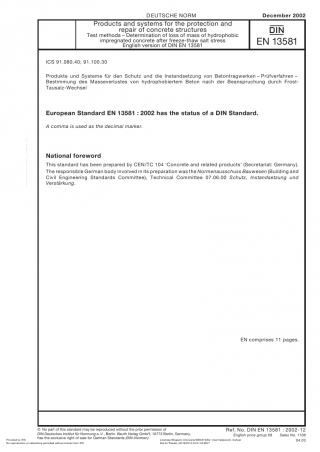 DEUTSCHE NORM
December 2002
Products and systems for the protection and
repair of concrete structures
Test methods – Determination of loss of mass of hydrophobic
impregnated concrete after freeze-thaw salt stress
English version of DIN EN 13581
DIN
EN 13581
ICS 91.080.40; 91.100.30
Produkte und Systeme für den Schutz und die Instandsetzung von Betontragwerken – Prüfverfahren –
Bestimmung des Masseverlustes von hydrophobiertem Beton nach der Beanspruchung durch Frost-
Tausalz-Wechsel
European Standard EN 13581 : 2002 has the status of a DIN Standard.
A comma is used as the decimal marker.
National foreword
This standard has been prepared by CEN/TC 104 'Concrete and related products' (Secretariat: Germany).
The responsible German body involved in its preparation was the Normenausschuss Bauwesen (Building and
Civil Engineering Standards Committee), Technical Committee 07.06.00 Schutz, Instandsetzung und
Verstärkung.
EN comprises 11 pages.
© No part of this standard may be reproduced without the prior permission of
DIN Deutsches Institut für Normung e. V., Berlin. Beuth Verlag GmbH, 10772 Berlin, Germany,
has the exclusive right of sale for German Standards (DIN-Normen).
Ref. No. DIN EN 13581 : 2002-12
English price group 08 Sales No. 1108